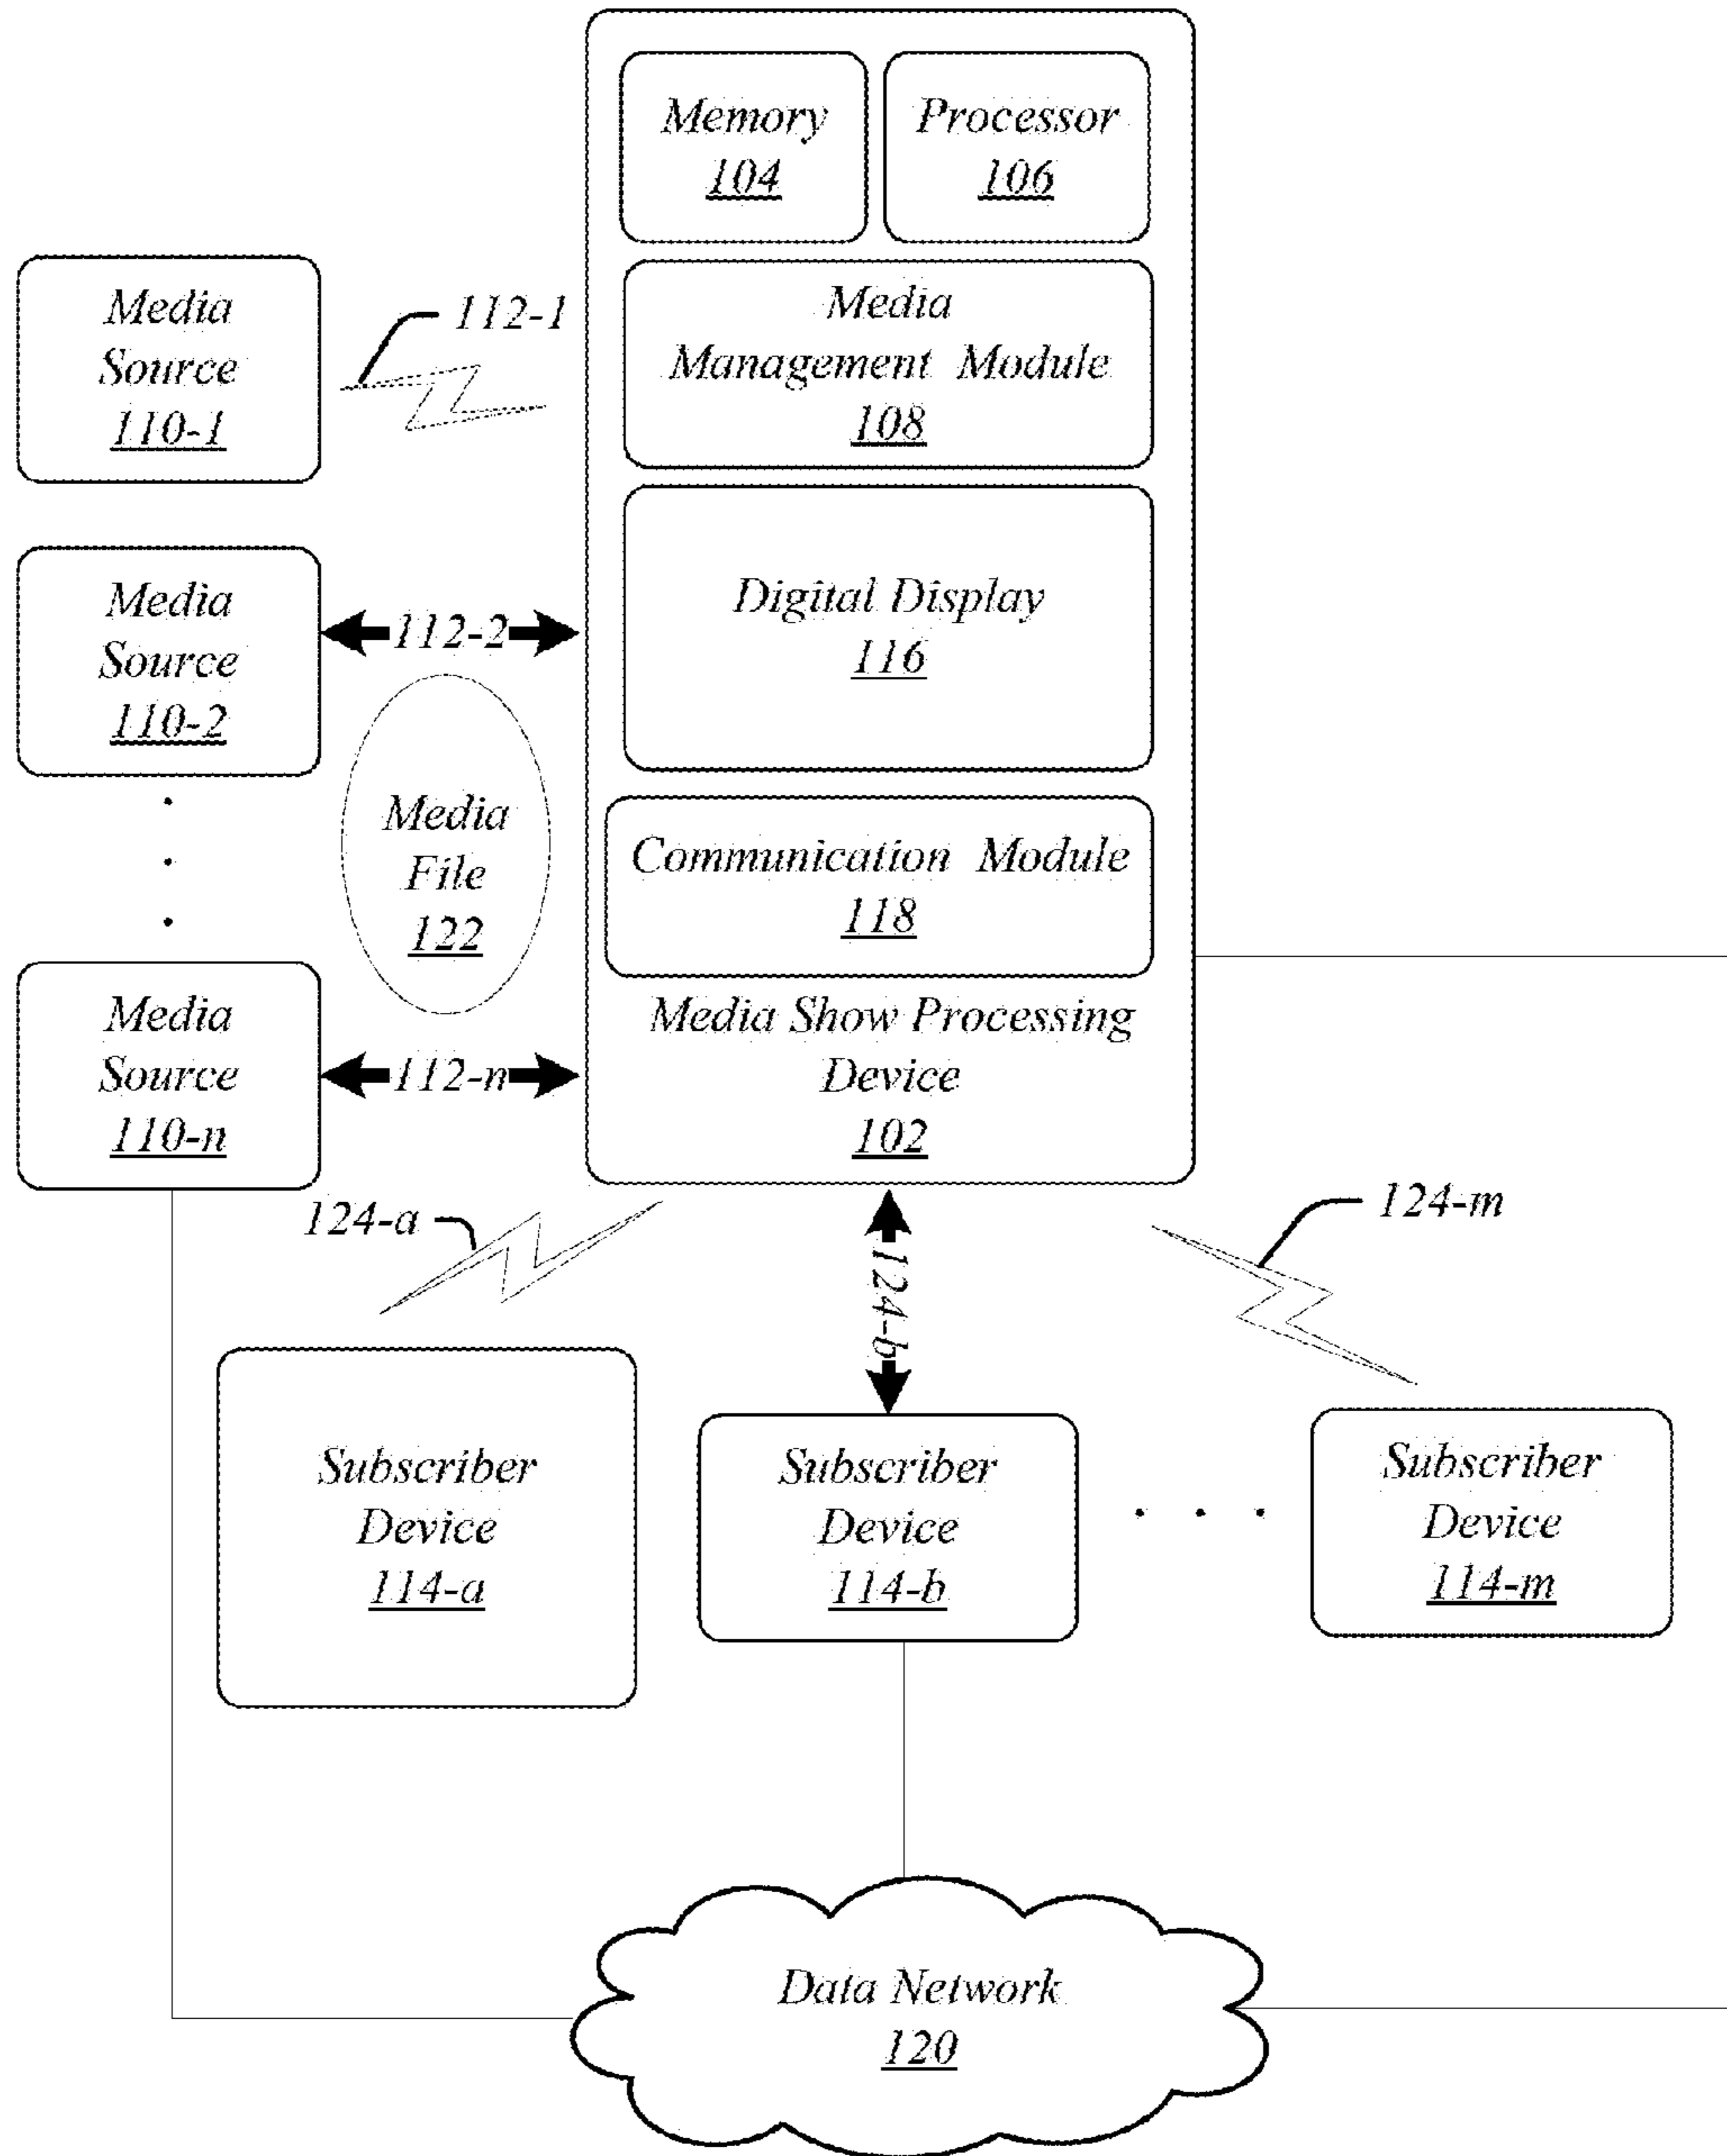 Memory
104
Processor
106
Media
Source
110-1
112-1
Media
Management Module
108
Media
Source
110-2
112-2
Digital Display
116
Media
File
122
Communication Module
118
Media
Source
110-n
112-n
Media Show Processing
Device
102
124-a
124-b
124-m
Subscriber
Device
114-a
Subscriber
Device
114-b
Subscriber
Device
114-m
Data Network
120